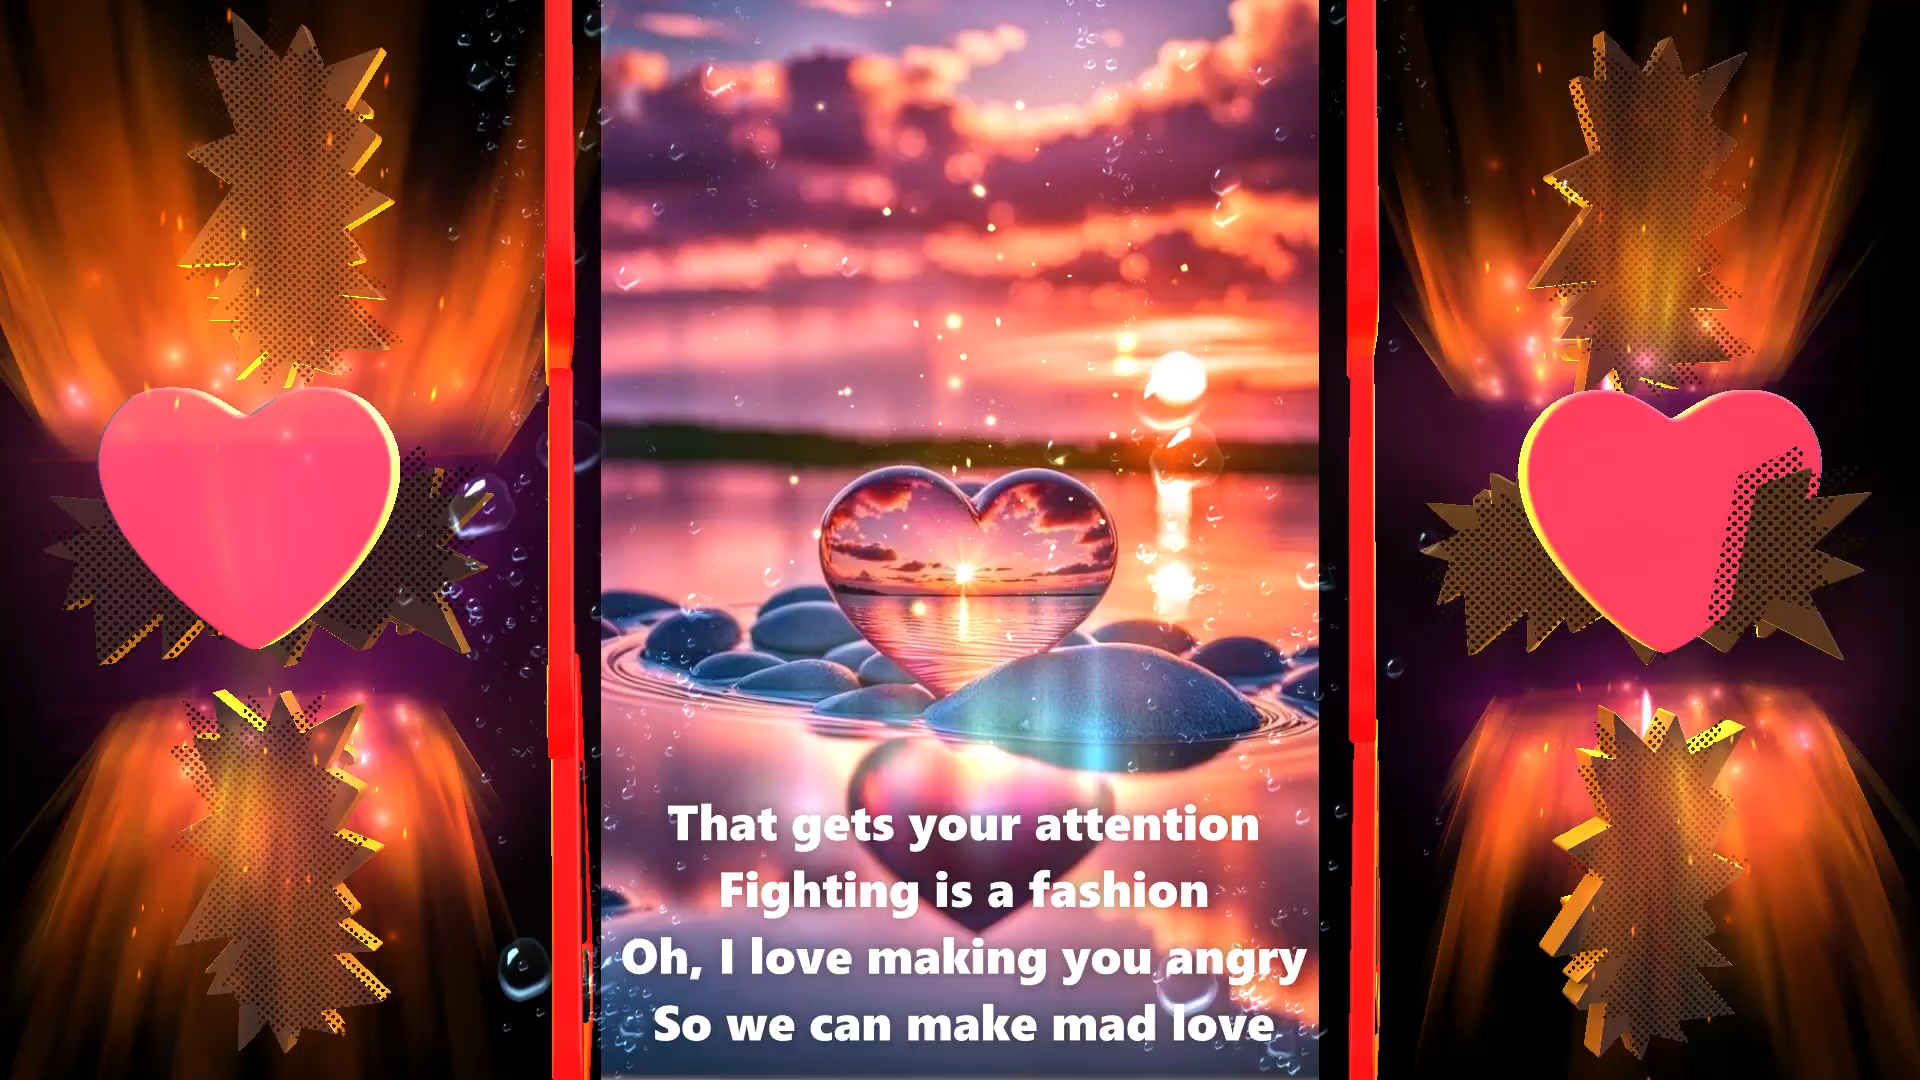 That gets your attention
Fighting is a fashion
Oh, I love making you angry
So we can make mad love